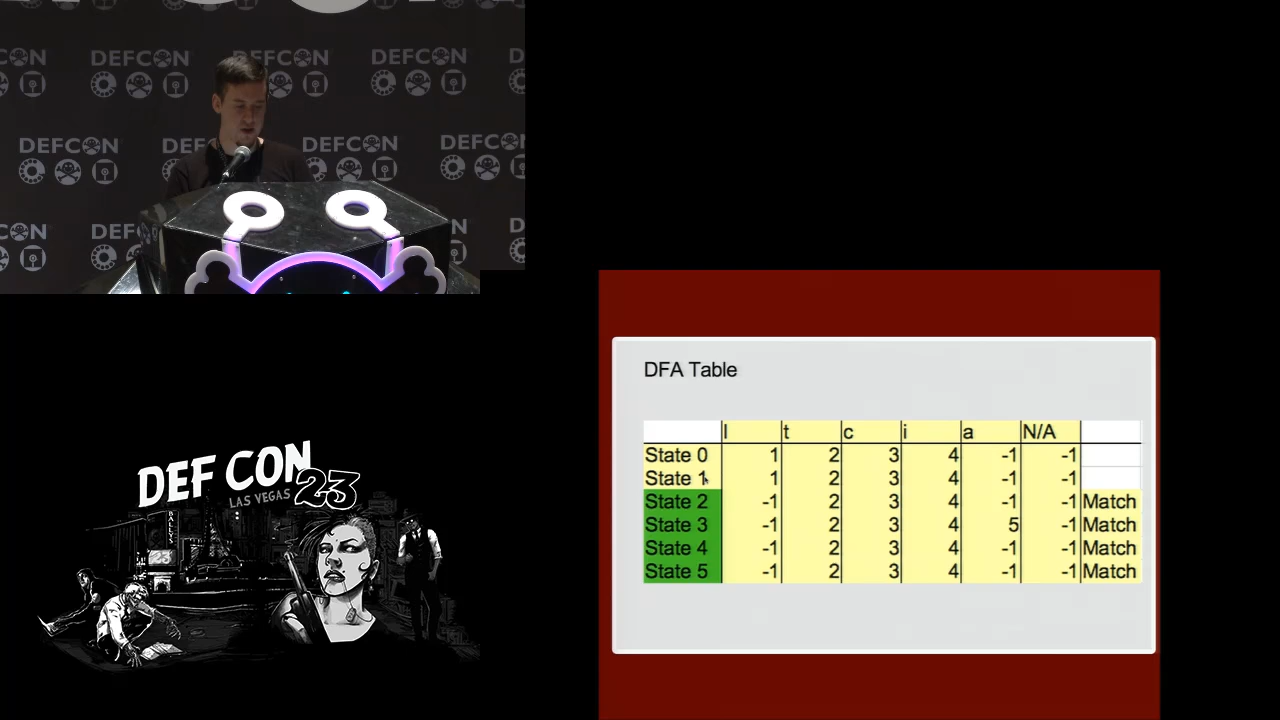 DEFCON DEFCON DEFCON
DEFCON DEFCON DEFCON
DEFCON
DEF CON 23
LAS VEGAS
BALLYS
DFA Table
l t c i a N/A
State 0 1 2 3 4 -1 -1
State 1 1 2 3 4 -1 -1
State 2 -1 2 3 4 -1 -1 Match
State 3 -1 2 3 4 5 -1 Match
State 4 -1 2 3 4 -1 -1 Match
State 5 -1 2 3 4 -1 -1 Match